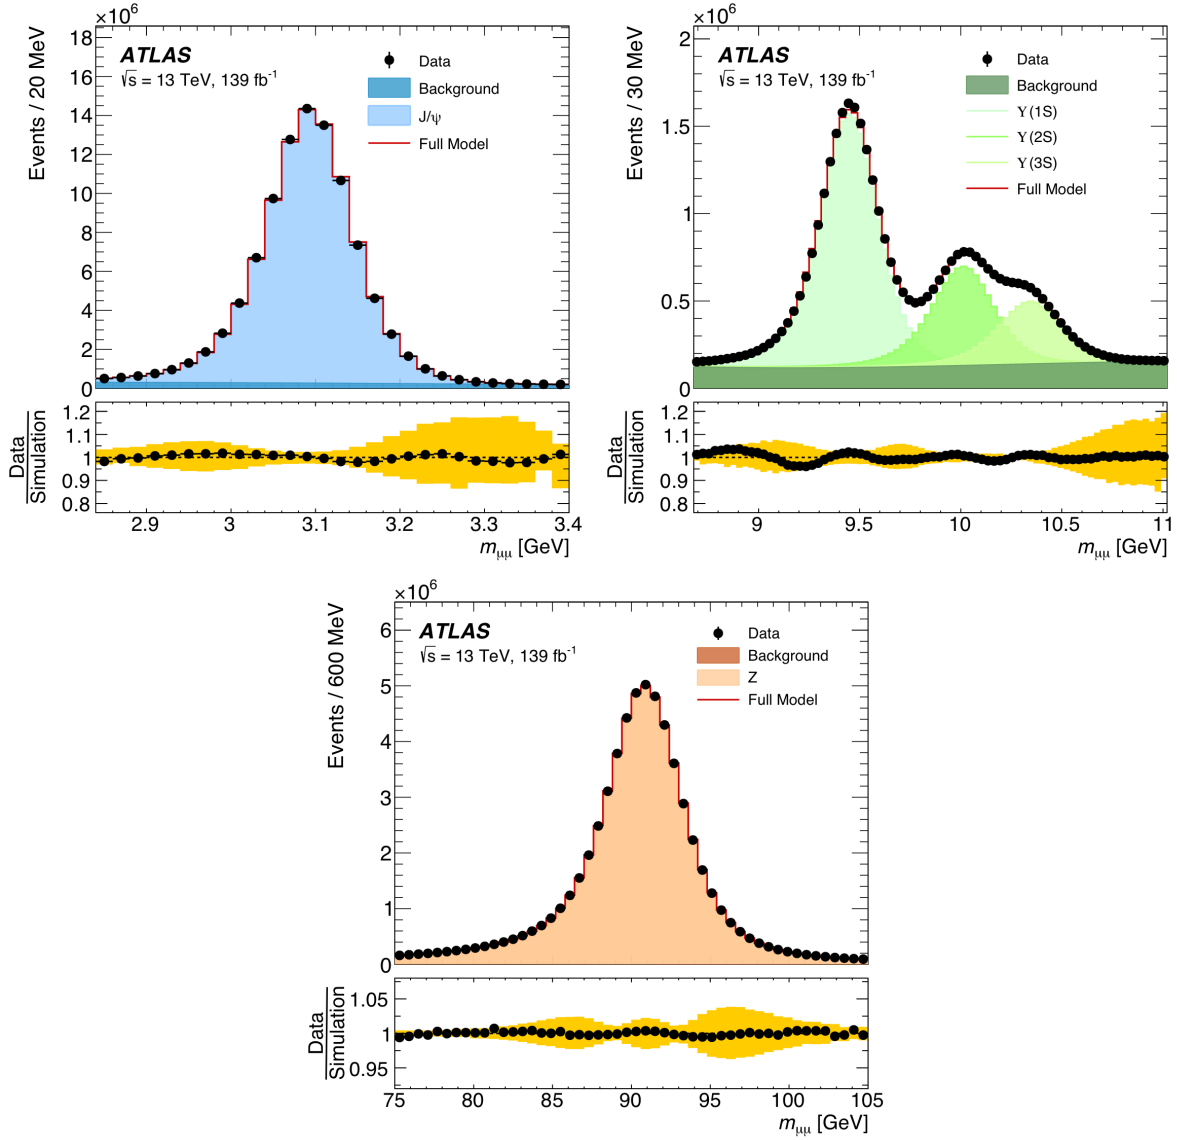 ×10⁶
Events / 20 MeV
18
16
14
12
10
8
6
4
2
0
ATLAS
√s = 13 TeV, 139 fb⁻¹
Data
Background
J/ψ
Full Model
Data
Simulation
1.2
1.1
1
0.9
0.8
2.9 3 3.1 3.2 3.3 3.4
m_μμ [GeV]
×10⁶
Events / 30 MeV
2
1.5
1
0.5
0
ATLAS
√s = 13 TeV, 139 fb⁻¹
Data
Background
ϒ(1S)
ϒ(2S)
ϒ(3S)
Full Model
Data
Simulation
1.2
1.1
1
0.9
0.8
9 9.5 10 10.5 11
m_μμ [GeV]
×10⁶
Events / 600 MeV
6
5
4
3
2
1
0
ATLAS
√s = 13 TeV, 139 fb⁻¹
Data
Background
Z
Full Model
Data
Simulation
1.05
1
0.95
75 80 85 90 95 100 105
m_μμ [GeV]